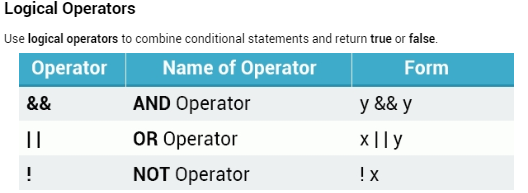 Logical Operators
Use logical operators to combine conditional statements and return true or false.
Operator Name of Operator Form
&& AND Operator y && y
|| OR Operator x || y
! NOT Operator ! x